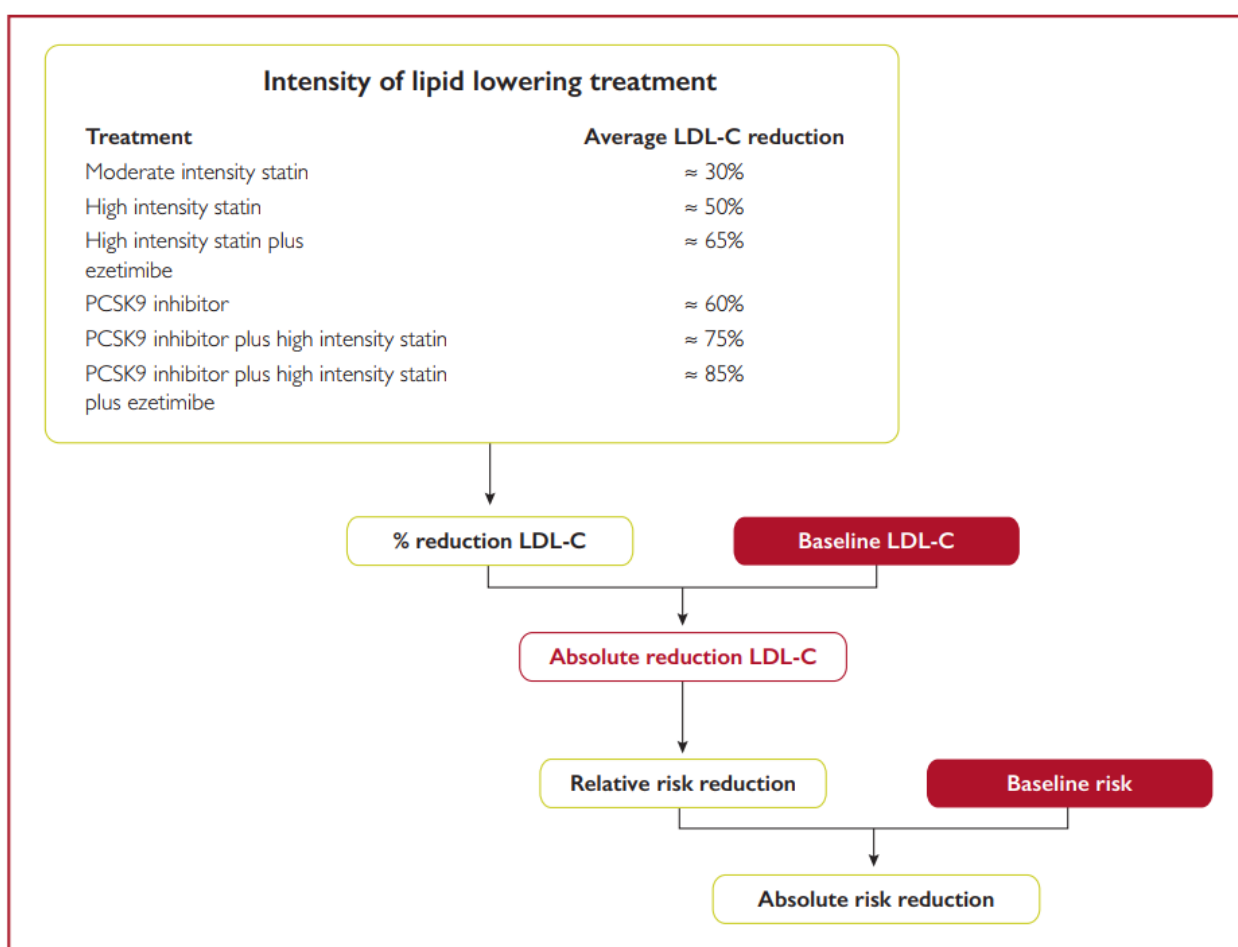 Intensity of lipid lowering treatment
Treatment Average LDL-C reduction
Moderate intensity statin ≈ 30%
High intensity statin ≈ 50%
High intensity statin plus ≈ 65%
ezetimibe
PCSK9 inhibitor ≈ 60%
PCSK9 inhibitor plus high intensity statin ≈ 75%
PCSK9 inhibitor plus high intensity statin ≈ 85%
plus ezetimibe
% reduction LDL-C Baseline LDL-C
Absolute reduction LDL-C
Relative risk reduction Baseline risk
Absolute risk reduction